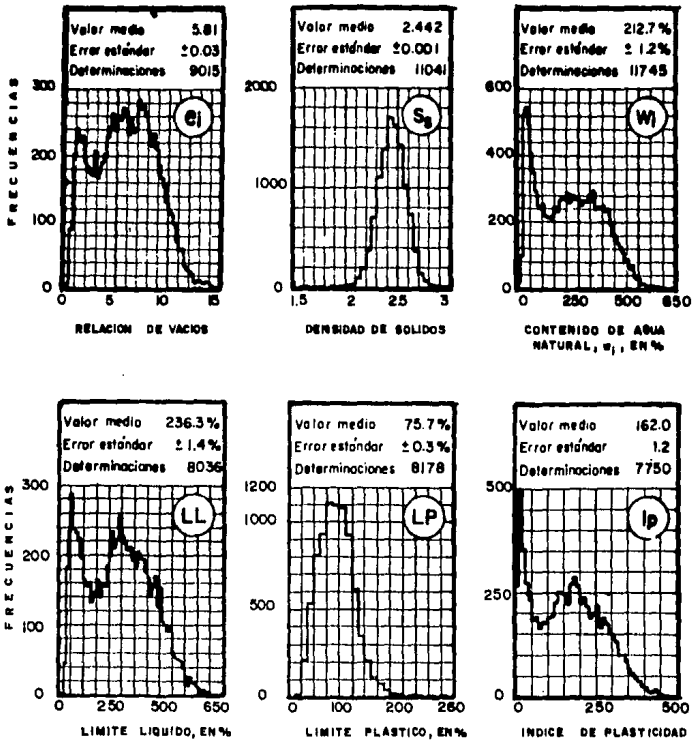 Valor medio 5.81
Error estándar ±0.03
Determinaciones 9015
FRECUENCIAS
300
200
100
0
ei
0 5 10 15
RELACION DE VACIOS
Valor medio 2.442
Error estándar ±0.001
Determinaciones 11041
2000
1000
0
Ss
1.5 2 2.5 3
DENSIDAD DE SOLIDOS
Valor medio 212.7%
Error estándar ± 1.2%
Determinaciones 11745
600
400
200
0
Wi
0 250 500 650
CONTENIDO DE AGUA
NATURAL, wi, EN %
Valor medio 236.3%
Error estándar ± 1.4%
Determinaciones 8036
FRECUENCIAS
300
200
100
0
LL
0 250 500 650
LIMITE LIQUIDO, EN %
Valor medio 75.7%
Error estándar ±0.3%
Determinaciones 8178
1200
1000
500
0
LP
0 100 200 260
LIMITE PLASTICO, EN %
Valor medio 162.0
Error estándar 1.2
Determinaciones 7750
500
250
0
Ip
0 250 500
INDICE DE PLASTICIDAD